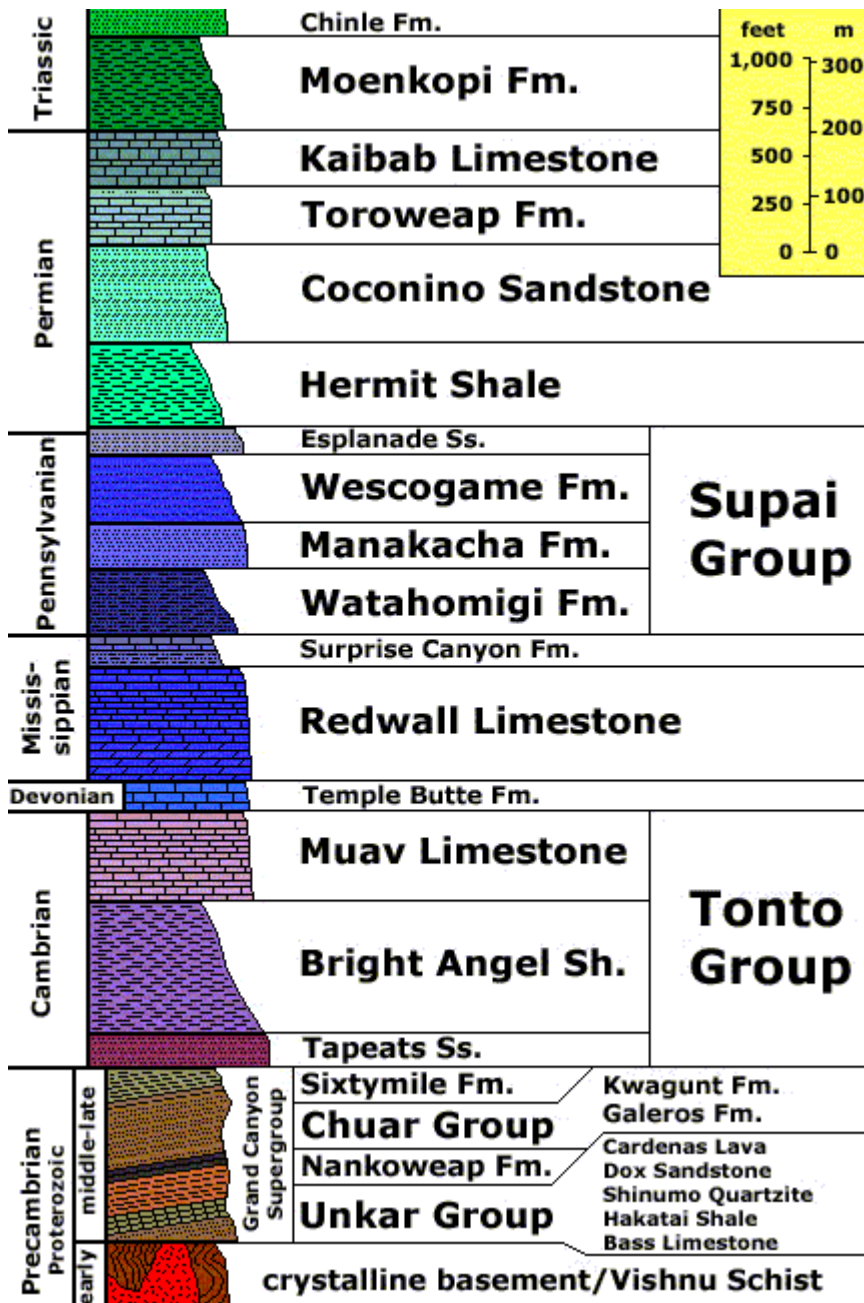 Triassic
Chinle Fm.
Moenkopi Fm.
feet m
1,000 300
750
200
500
100
250
0 0
Permian
Kaibab Limestone
Toroweap Fm.
Coconino Sandstone
Hermit Shale
Pennsylvanian
Esplanade Ss.
Wescogame Fm.
Manakacha Fm.
Watahomigi Fm.
Supai
Group
Missis-
sippian
Surprise Canyon Fm.
Redwall Limestone
Devonian
Temple Butte Fm.
Cambrian
Muav Limestone
Bright Angel Sh.
Tapeats Ss.
Tonto
Group
Precambrian
Proterozoic
middle-late
early
Grand Canyon
Supergroup
Sixtymile Fm.
Chuar Group
Nankoweap Fm.
Unkar Group
Kwagunt Fm.
Galeros Fm.
Cardenas Lava
Dox Sandstone
Shinumo Quartzite
Hakatai Shale
Bass Limestone
crystalline basement/Vishnu Schist